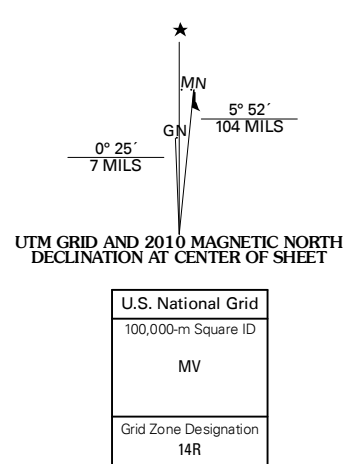 ★
MN
5° 52´
104 MILS
GN
0° 25´
7 MILS
UTM GRID AND 2010 MAGNETIC NORTH
DECLINATION AT CENTER OF SHEET
U.S. National Grid
100,000-m Square ID
MV
Grid Zone Designation
14R